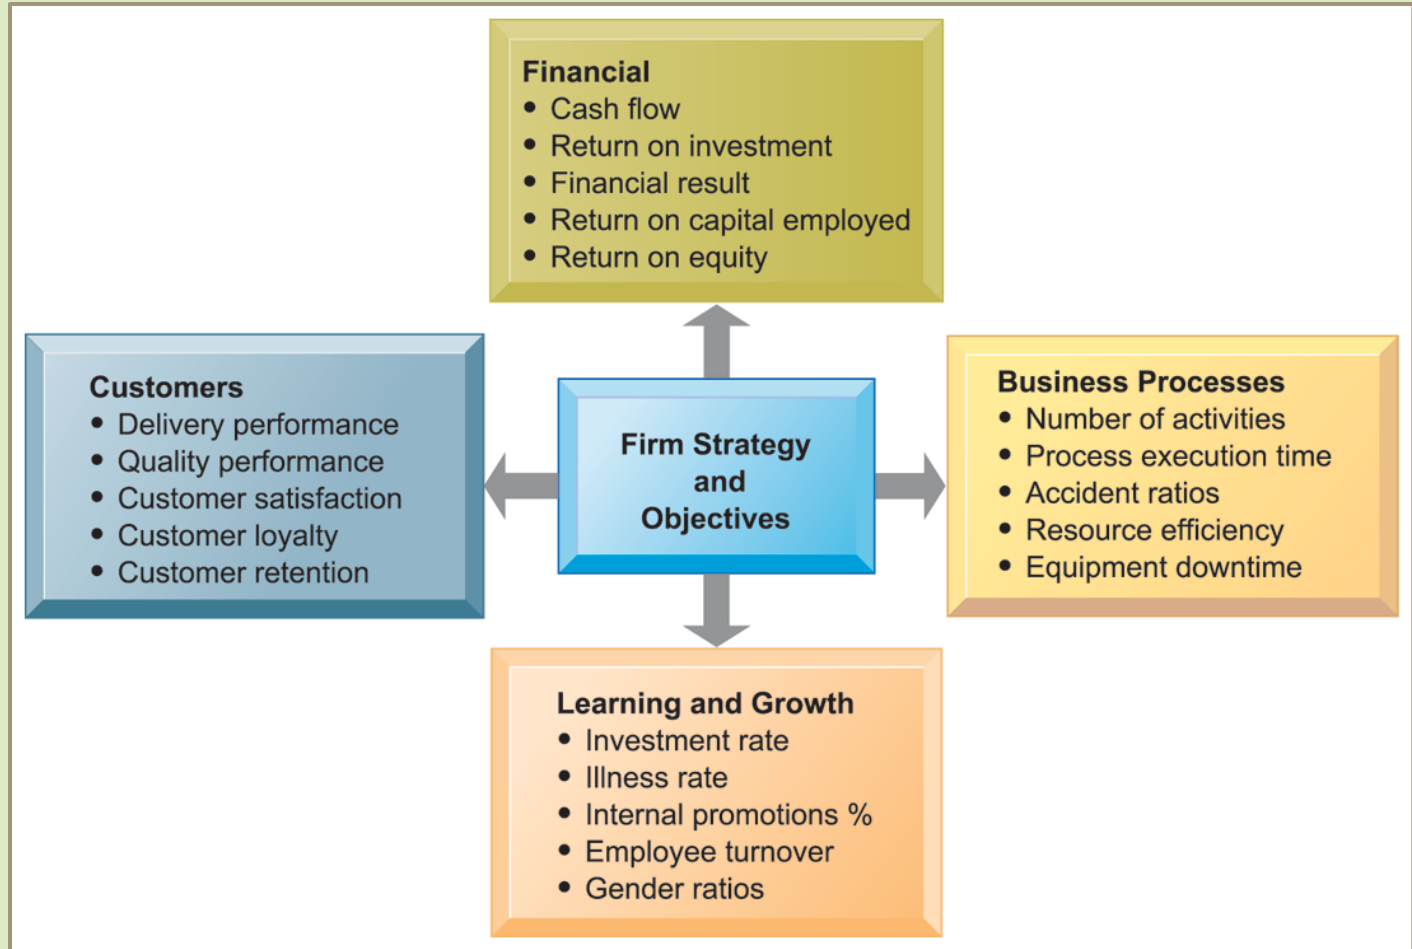 Financial
• Cash flow
• Return on investment
• Financial result
• Return on capital employed
• Return on equity
Customers
• Delivery performance
• Quality performance
• Customer satisfaction
• Customer loyalty
• Customer retention
Firm Strategy
and
Objectives
Business Processes
• Number of activities
• Process execution time
• Accident ratios
• Resource efficiency
• Equipment downtime
Learning and Growth
• Investment rate
• Illness rate
• Internal promotions %
• Employee turnover
• Gender ratios